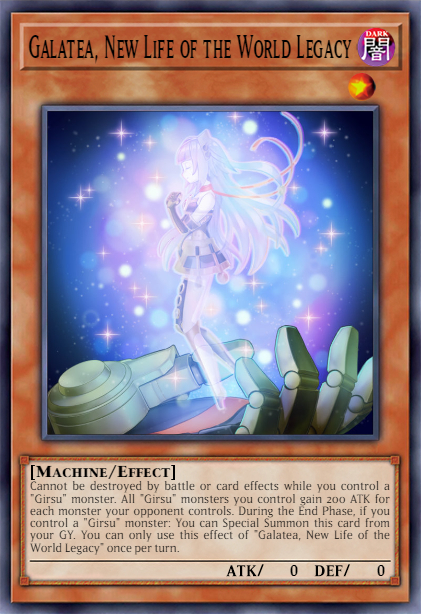 Galatea, New Life of the World Legacy
DARK
闇
[Machine/Effect]
Cannot be destroyed by battle or card effects while you control a
"Girsu" monster. All "Girsu" monsters you control gain 200 ATK for
each monster your opponent controls. During the End Phase, if you
control a "Girsu" monster: You can Special Summon this card from
your GY. You can only use this effect of "Galatea, New Life of the
World Legacy" once per turn.
ATK/ 0 DEF/ 0